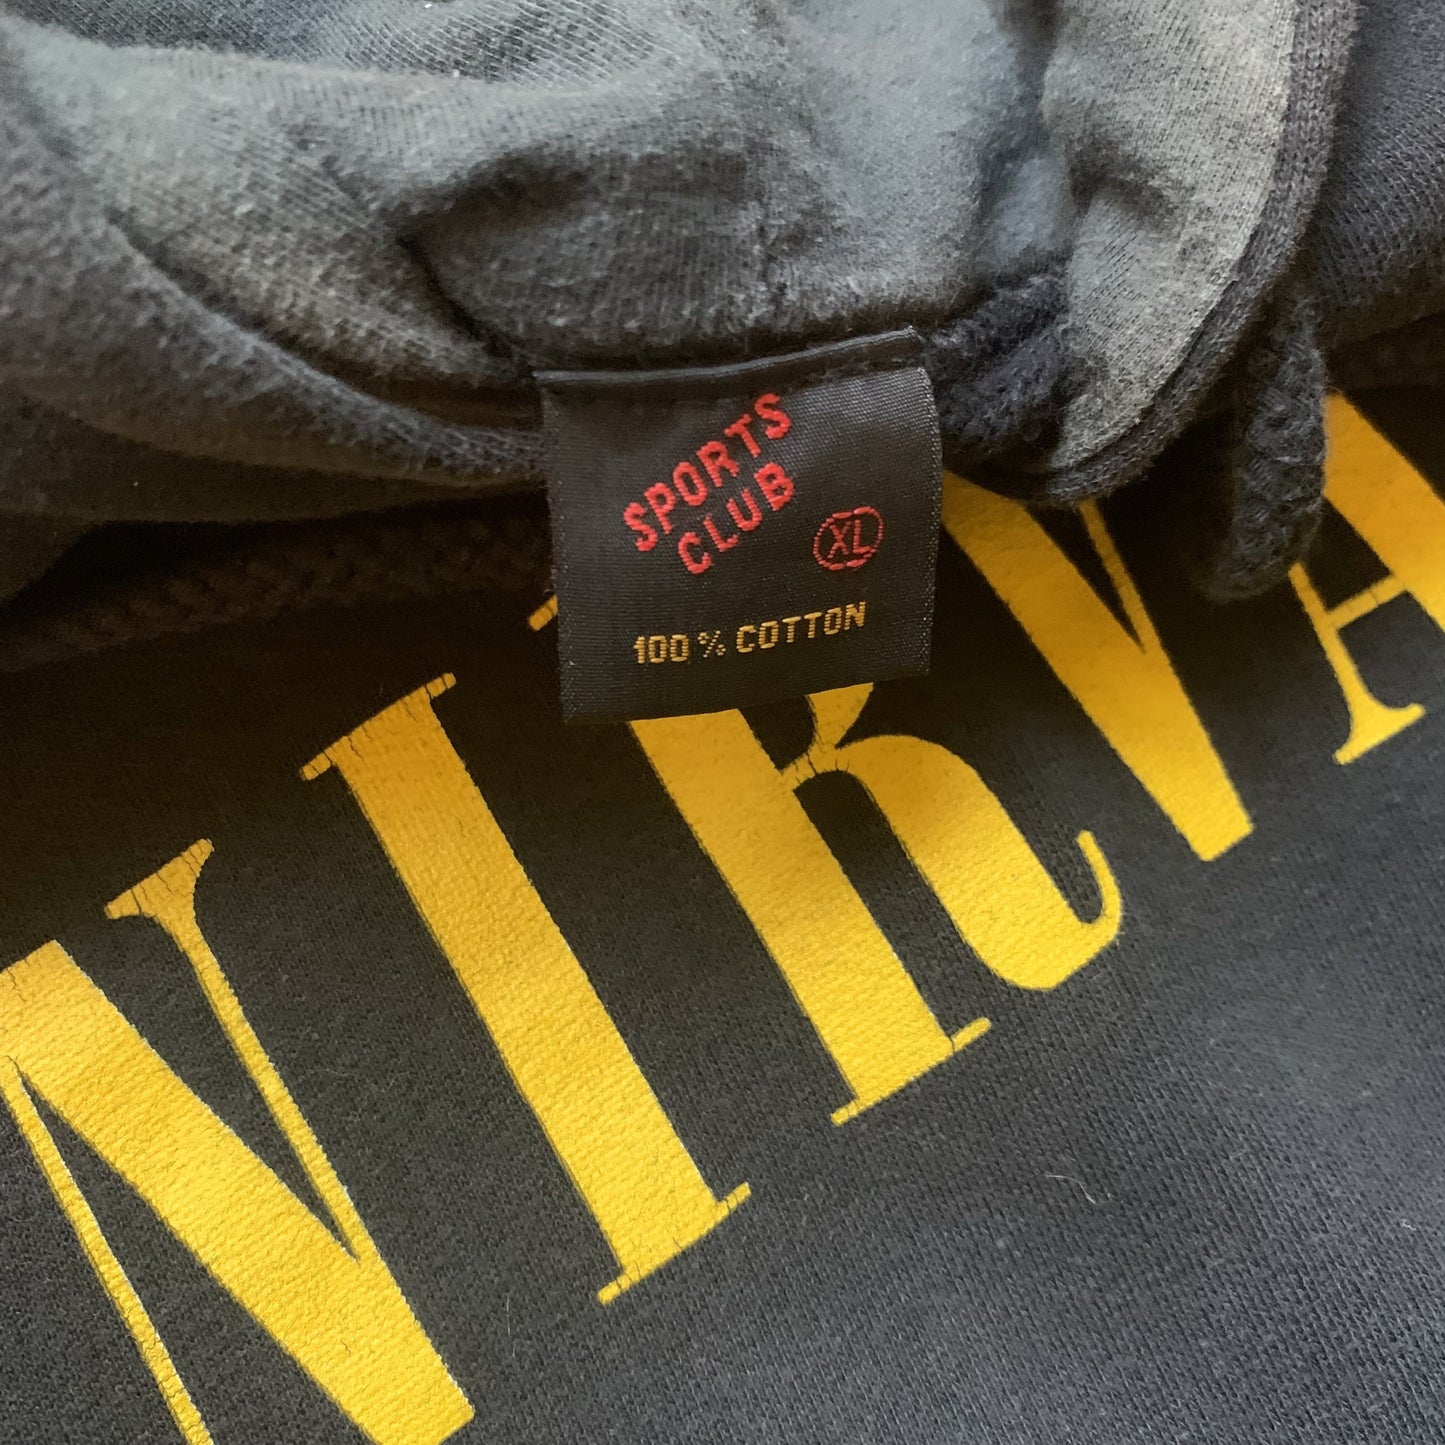 SPORTS
CLUB
XL
100% COTTON
NIRVA